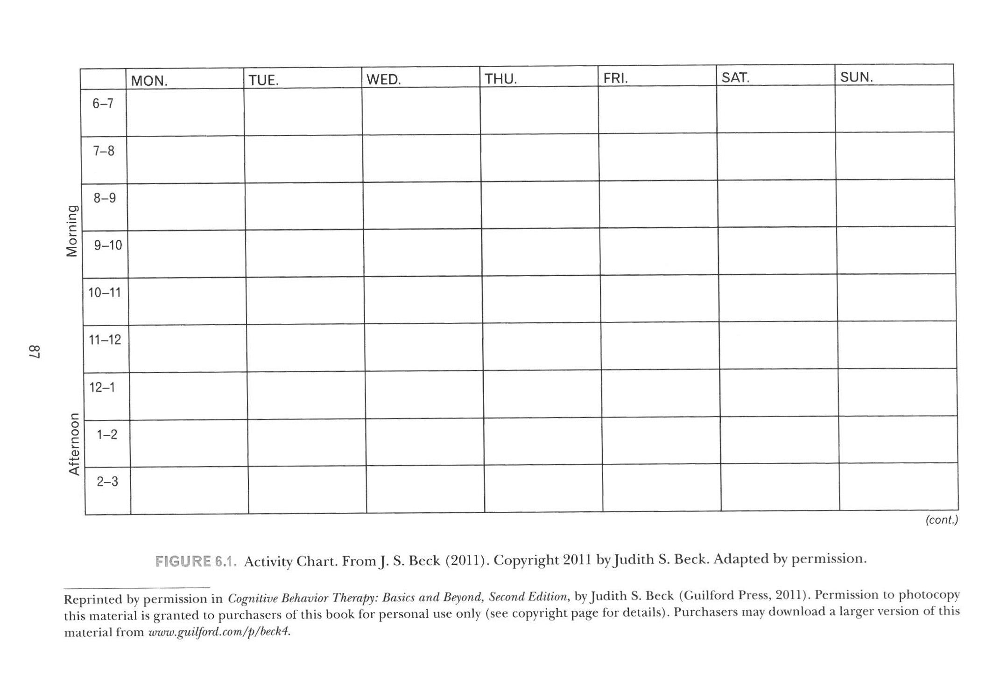 MON. TUE. WED. THU. FRI. SAT. SUN.
Morning
6–7
7–8
8–9
9–10
10–11
11–12
Afternoon
12–1
1–2
2–3
(cont.)
87
FIGURE 6.1. Activity Chart. From J. S. Beck (2011). Copyright 2011 by Judith S. Beck. Adapted by permission.
Reprinted by permission in Cognitive Behavior Therapy: Basics and Beyond, Second Edition, by Judith S. Beck (Guilford Press, 2011). Permission to photocopy
this material is granted to purchasers of this book for personal use only (see copyright page for details). Purchasers may download a larger version of this
material from www.guilford.com/p/beck4.